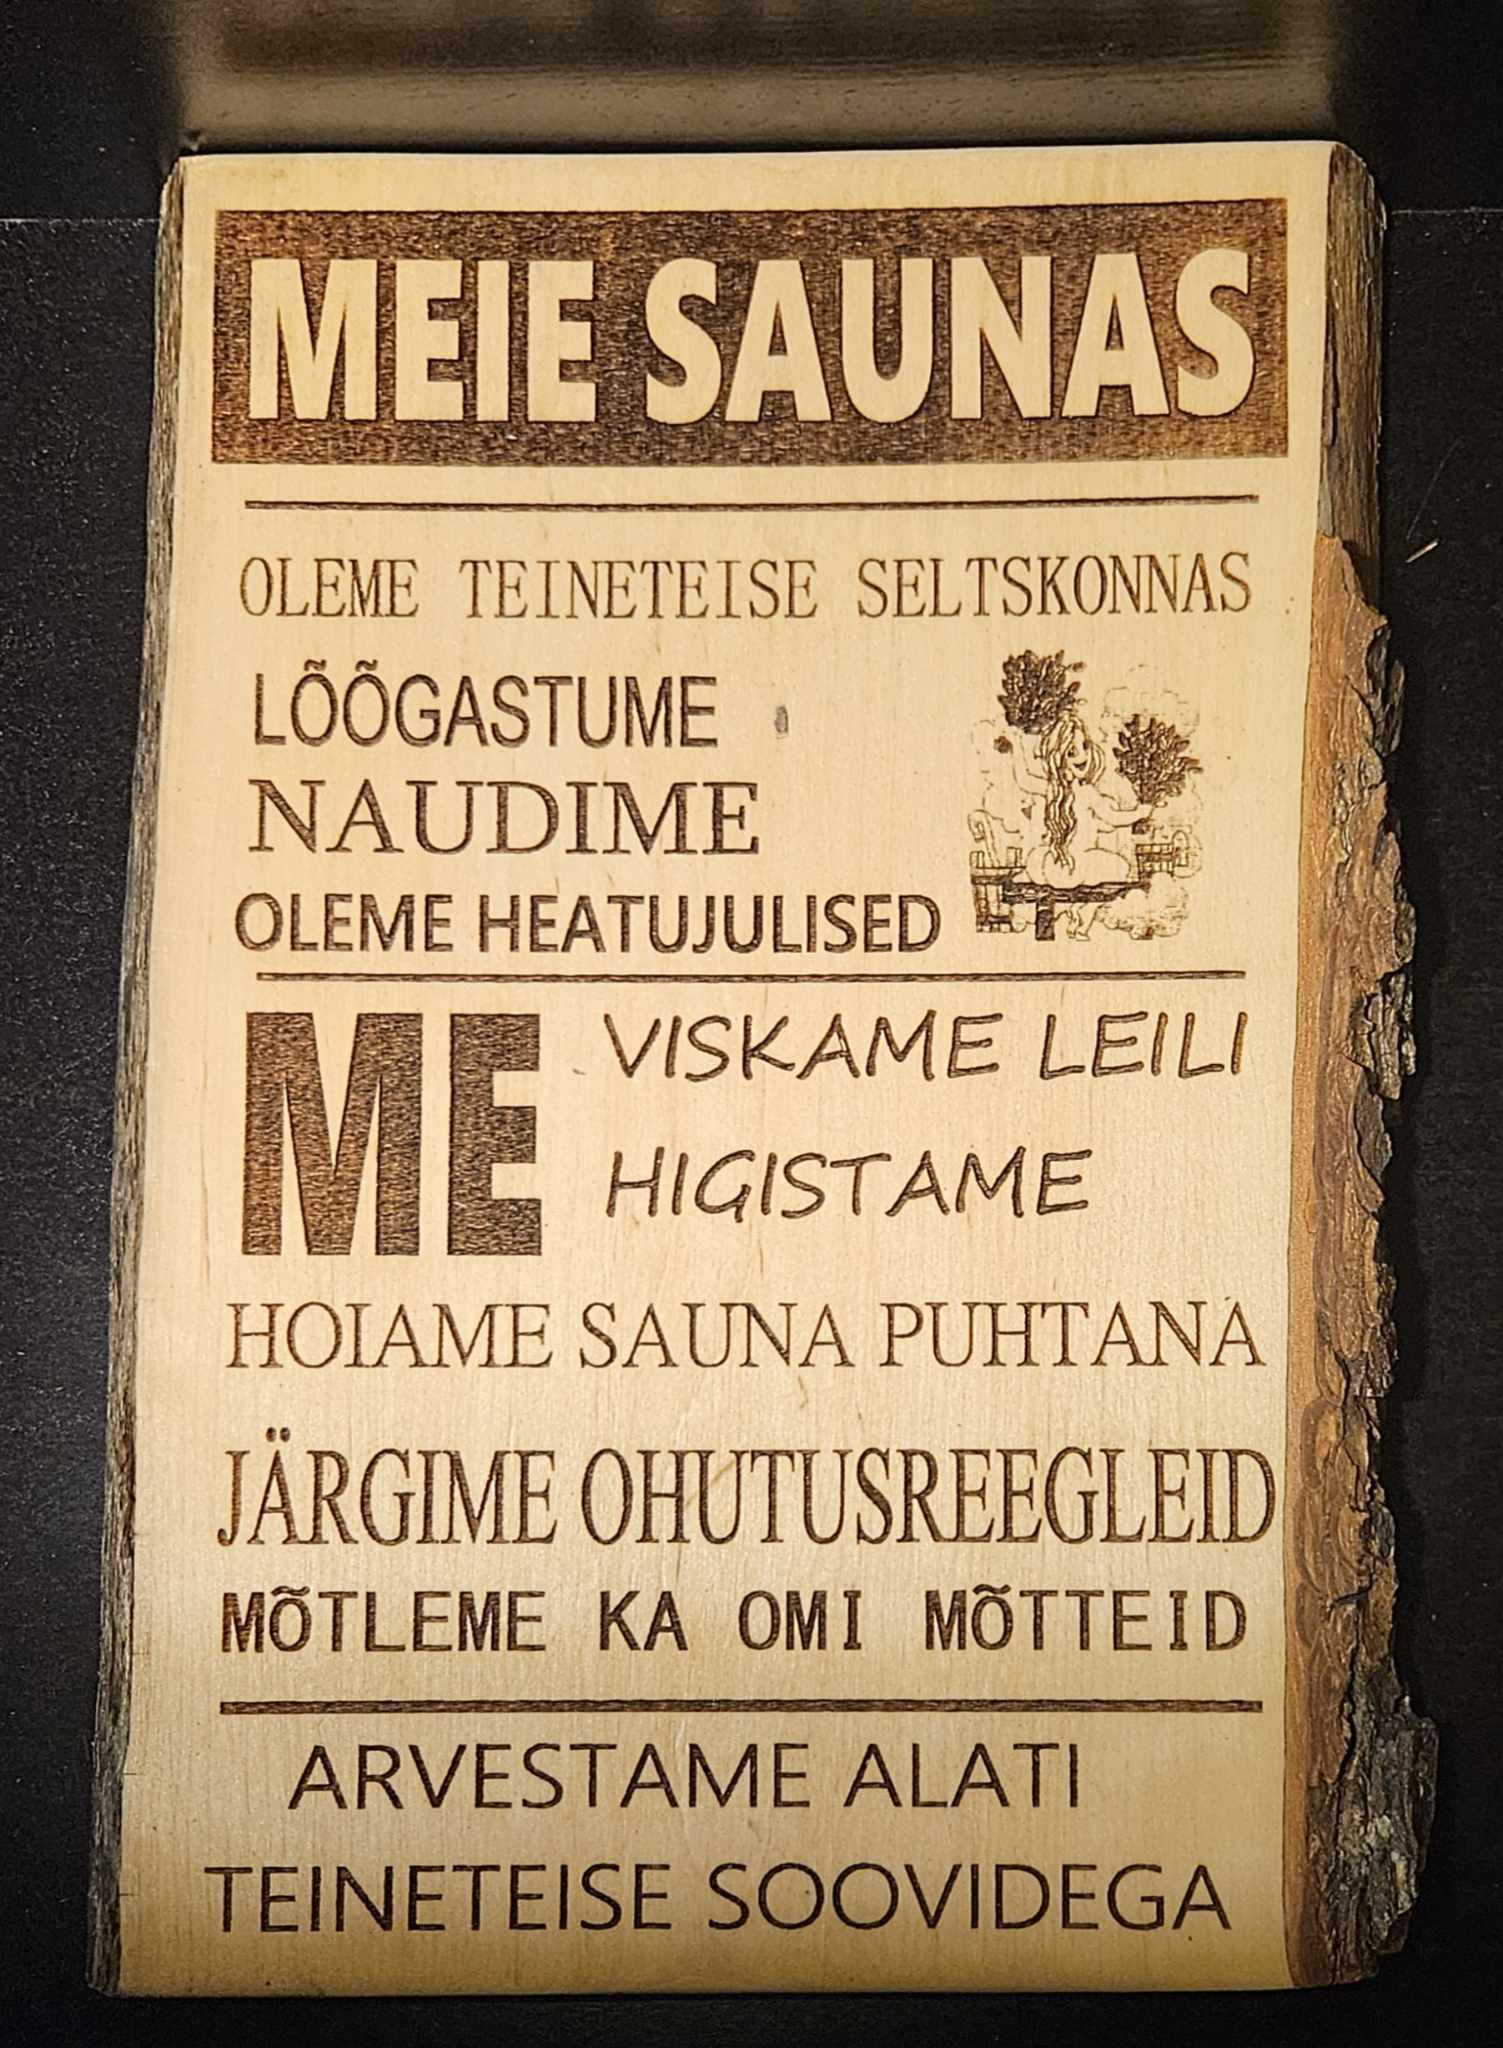 MEIE SAUNAS
OLEME TEINETEISE SELTSKONNAS
LÕÕGASTUME
NAUDIME
OLEME HEATUJULISED
ME
VISKAME LEILI
HIGISTAME
HOIAME SAUNA PUHTANA
JÄRGIME OHUTUSREEGLEID
MÕTLEME KA OMI MÕTTEID
ARVESTAME ALATI
TEINETEISE SOOVIDEGA